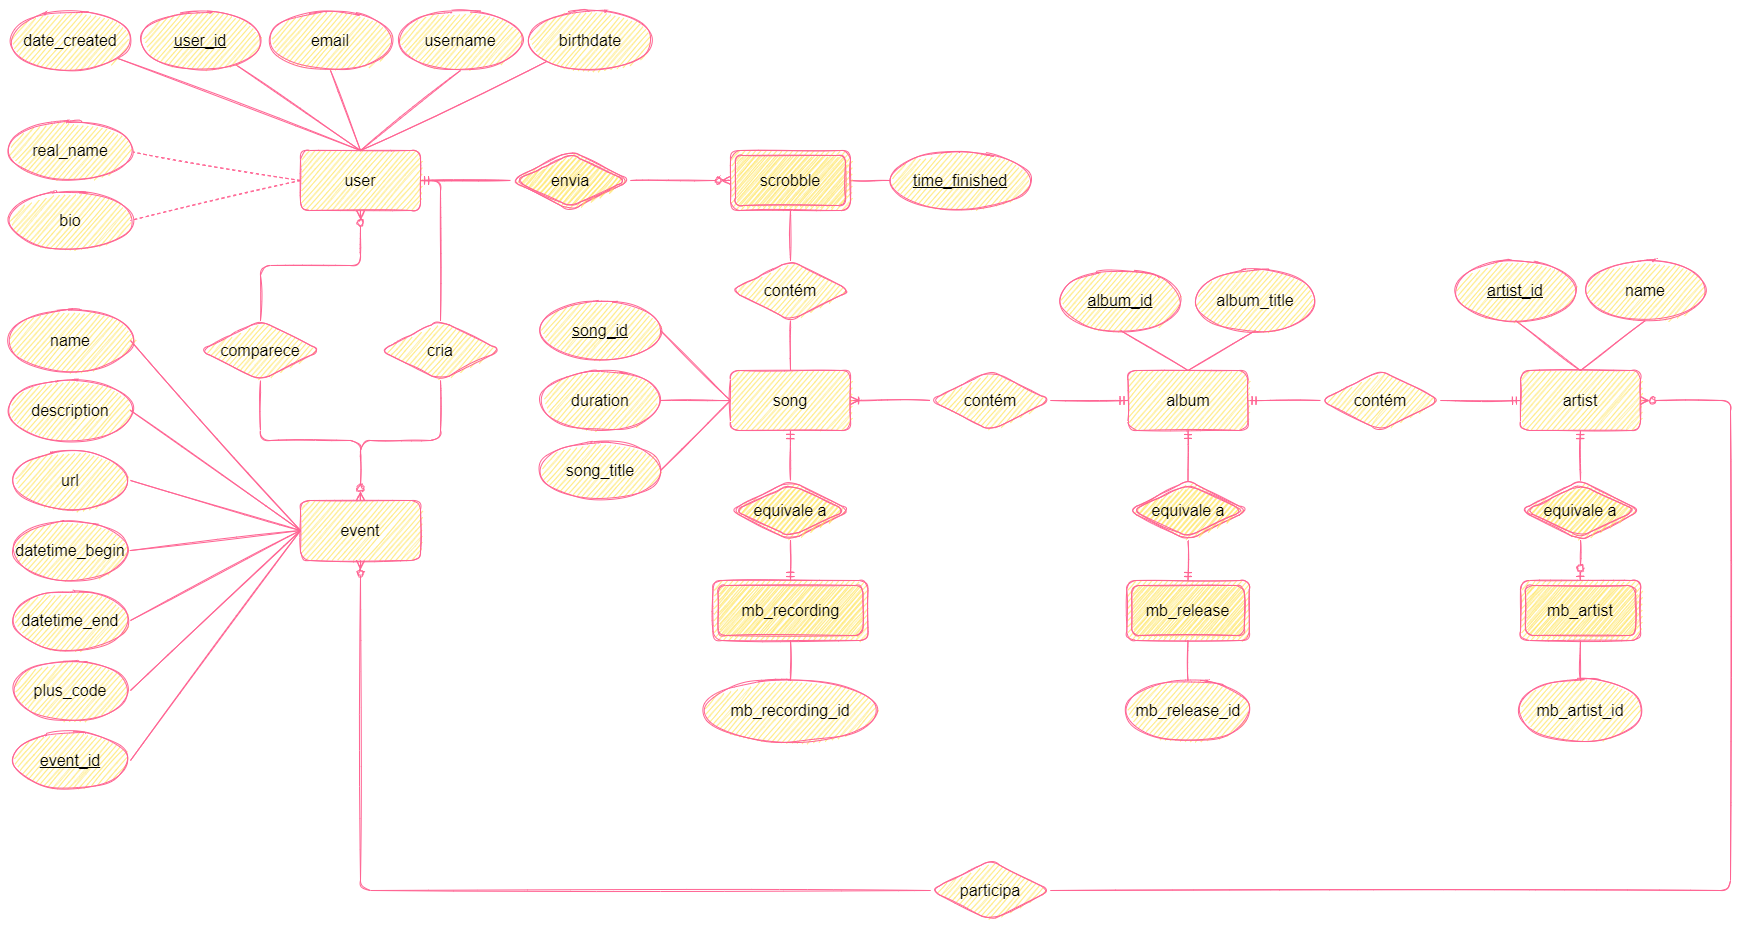 date_created
user_id
email
username
birthdate
real_name
bio
user
envia
scrobble
time_finished
comparece
cria
contém
name
description
url
datetime_begin
datetime_end
plus_code
event_id
event
song_id
duration
song_title
song
contém
album_id
album_title
album
contém
artist_id
name
artist
equivale a
equivale a
equivale a
mb_recording
mb_release
mb_artist
mb_recording_id
mb_release_id
mb_artist_id
participa